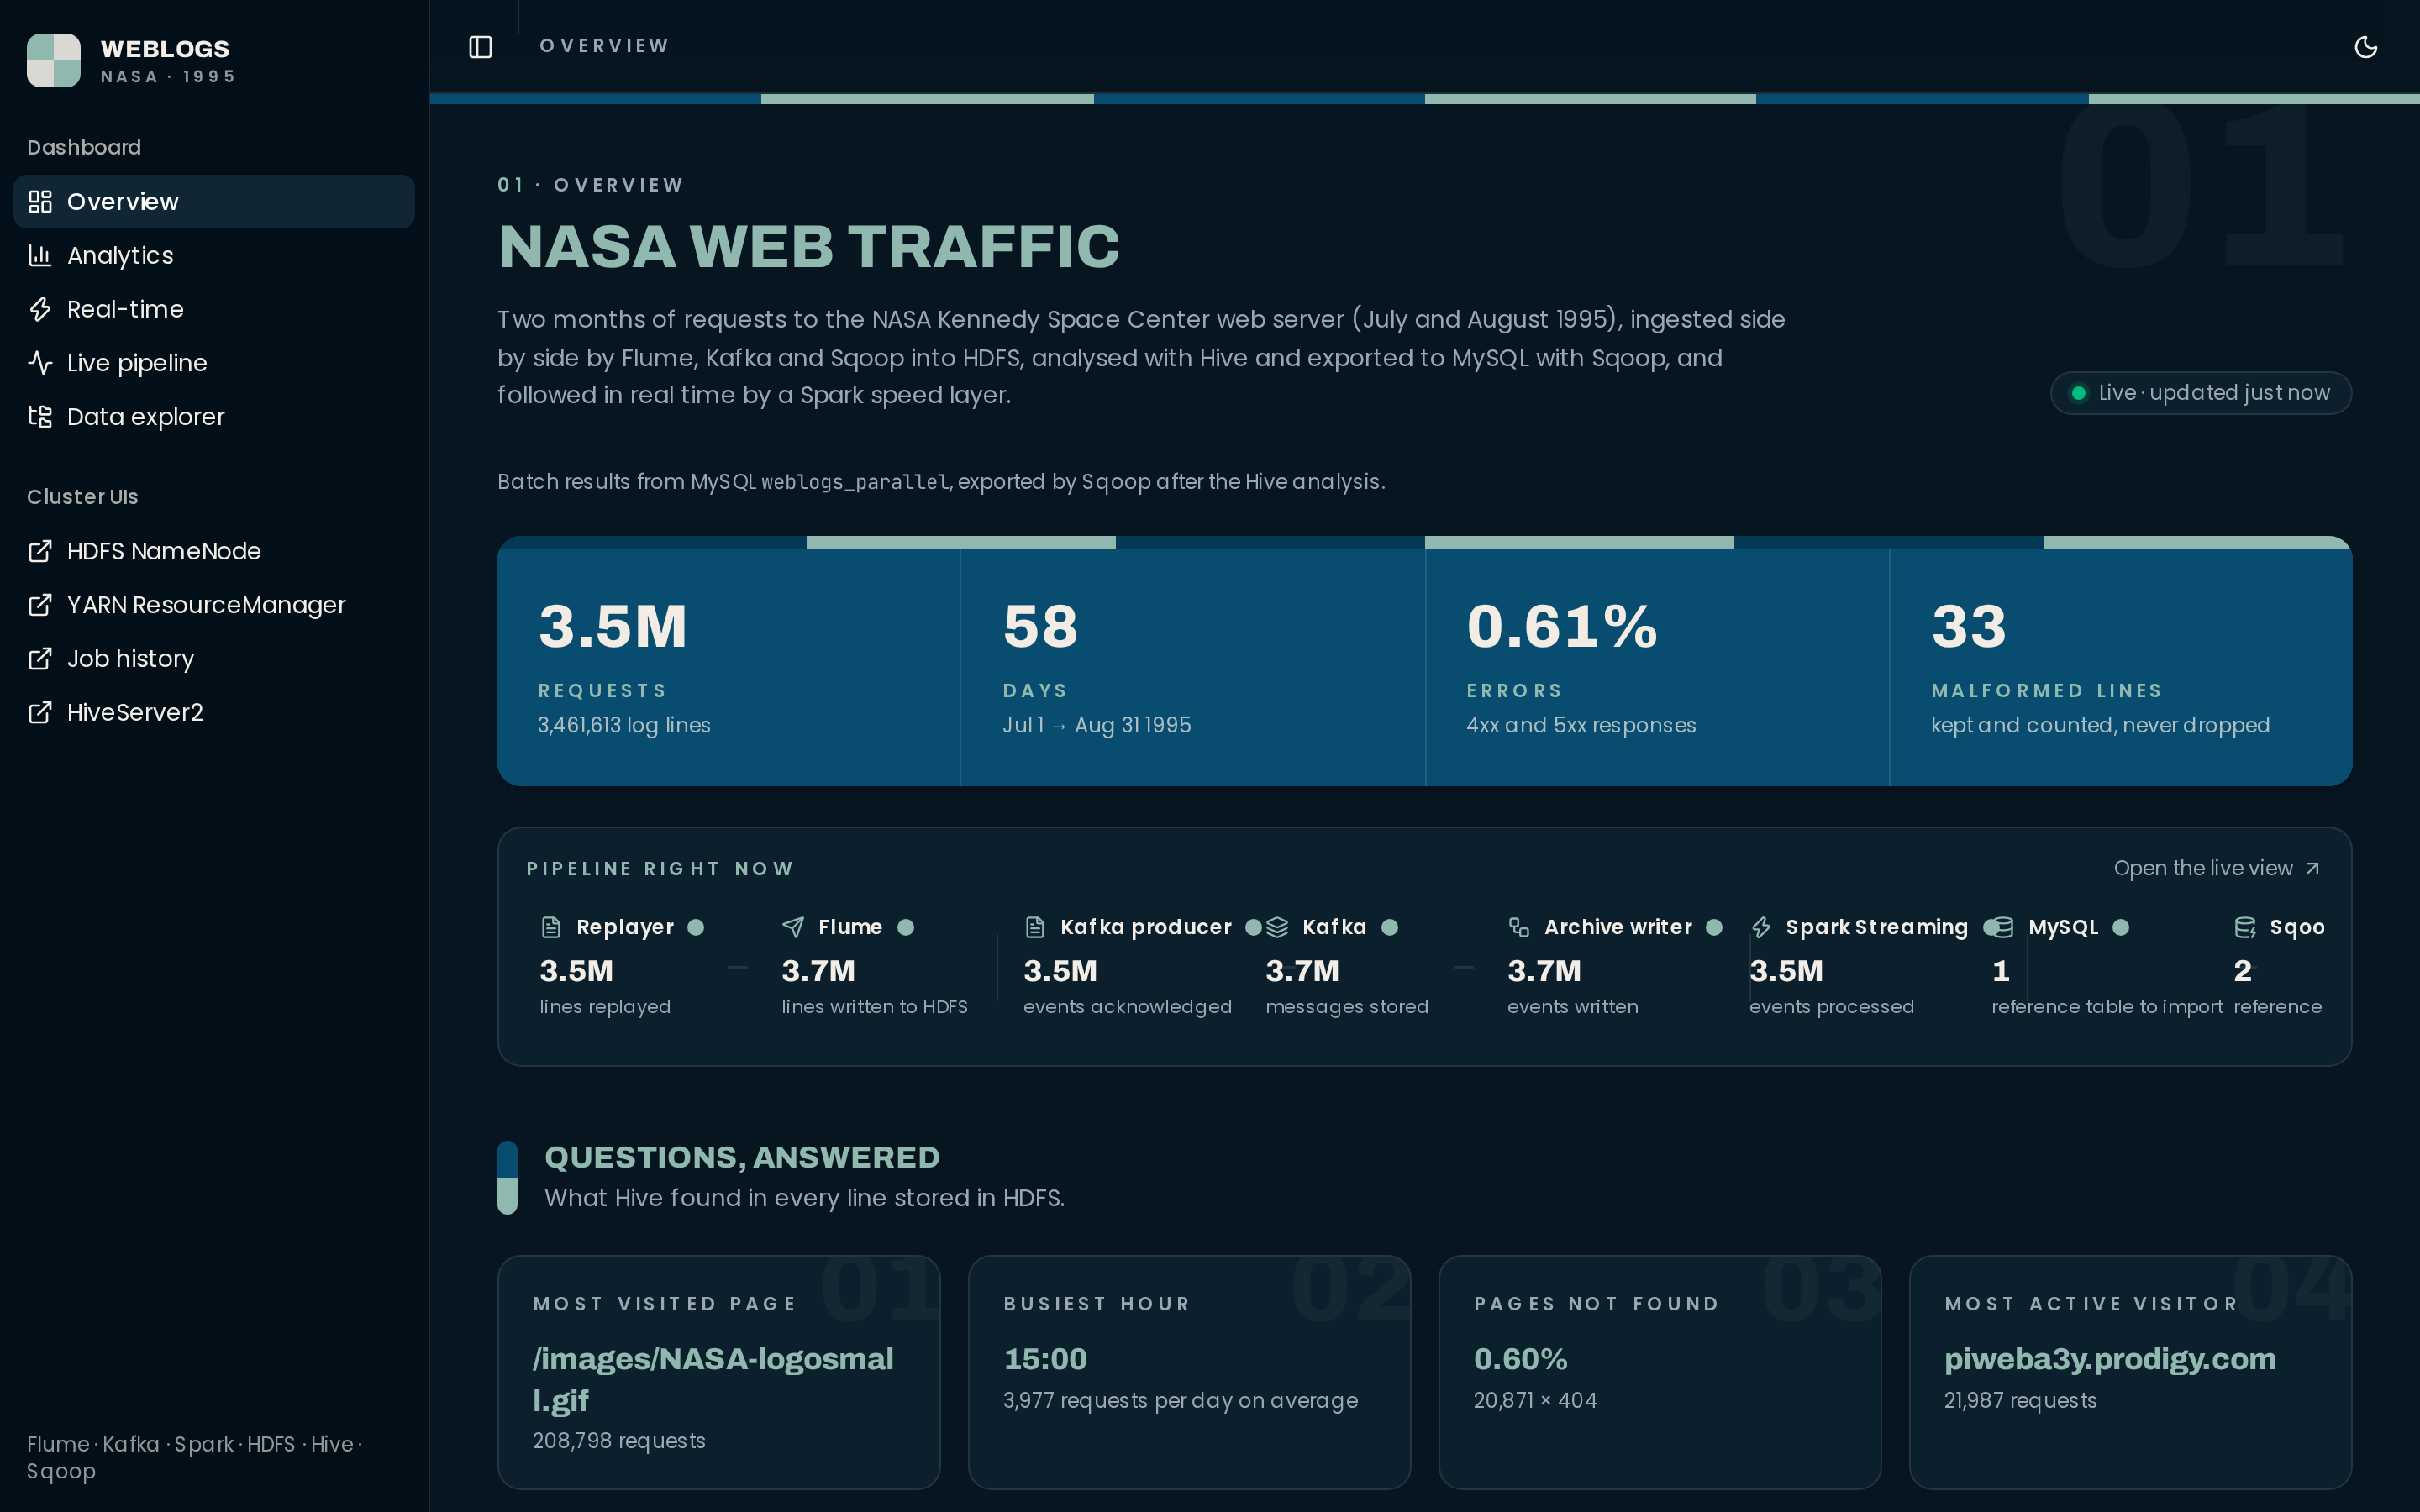 WEBLOGS
NASA · 1995
Dashboard
Overview
Analytics
Real-time
Live pipeline
Data explorer
Cluster UIs
HDFS NameNode
YARN ResourceManager
Job history
HiveServer2
Flume · Kafka · Spark · HDFS · Hive ·
Sqoop
OVERVIEW
01
01 · OVERVIEW
NASA WEB TRAFFIC
Two months of requests to the NASA Kennedy Space Center web server (July and August 1995), ingested side
by side by Flume, Kafka and Sqoop into HDFS, analysed with Hive and exported to MySQL with Sqoop, and
followed in real time by a Spark speed layer.
Live · updated just now
Batch results from MySQL weblogs_parallel, exported by Sqoop after the Hive analysis.
3.5M
REQUESTS
3,461,613 log lines
58
DAYS
Jul 1 → Aug 31 1995
0.61%
ERRORS
4xx and 5xx responses
33
MALFORMED LINES
kept and counted, never dropped
PIPELINE RIGHT NOW
Open the live view
Replayer
3.5M
lines replayed
Flume
3.7M
lines written to HDFS
Kafka producer
3.5M
events acknowledged
Kafka
3.7M
messages stored
Archive writer
3.7M
events written
Spark Streaming
3.5M
events processed
MySQL
1
reference table to import
Sqoo
2
reference
QUESTIONS, ANSWERED
What Hive found in every line stored in HDFS.
01
MOST VISITED PAGE
/images/NASA-logosmal
l.gif
208,798 requests
02
BUSIEST HOUR
15:00
3,977 requests per day on average
03
PAGES NOT FOUND
0.60%
20,871 × 404
04
MOST ACTIVE VISITOR
piweba3y.prodigy.com
21,987 requests